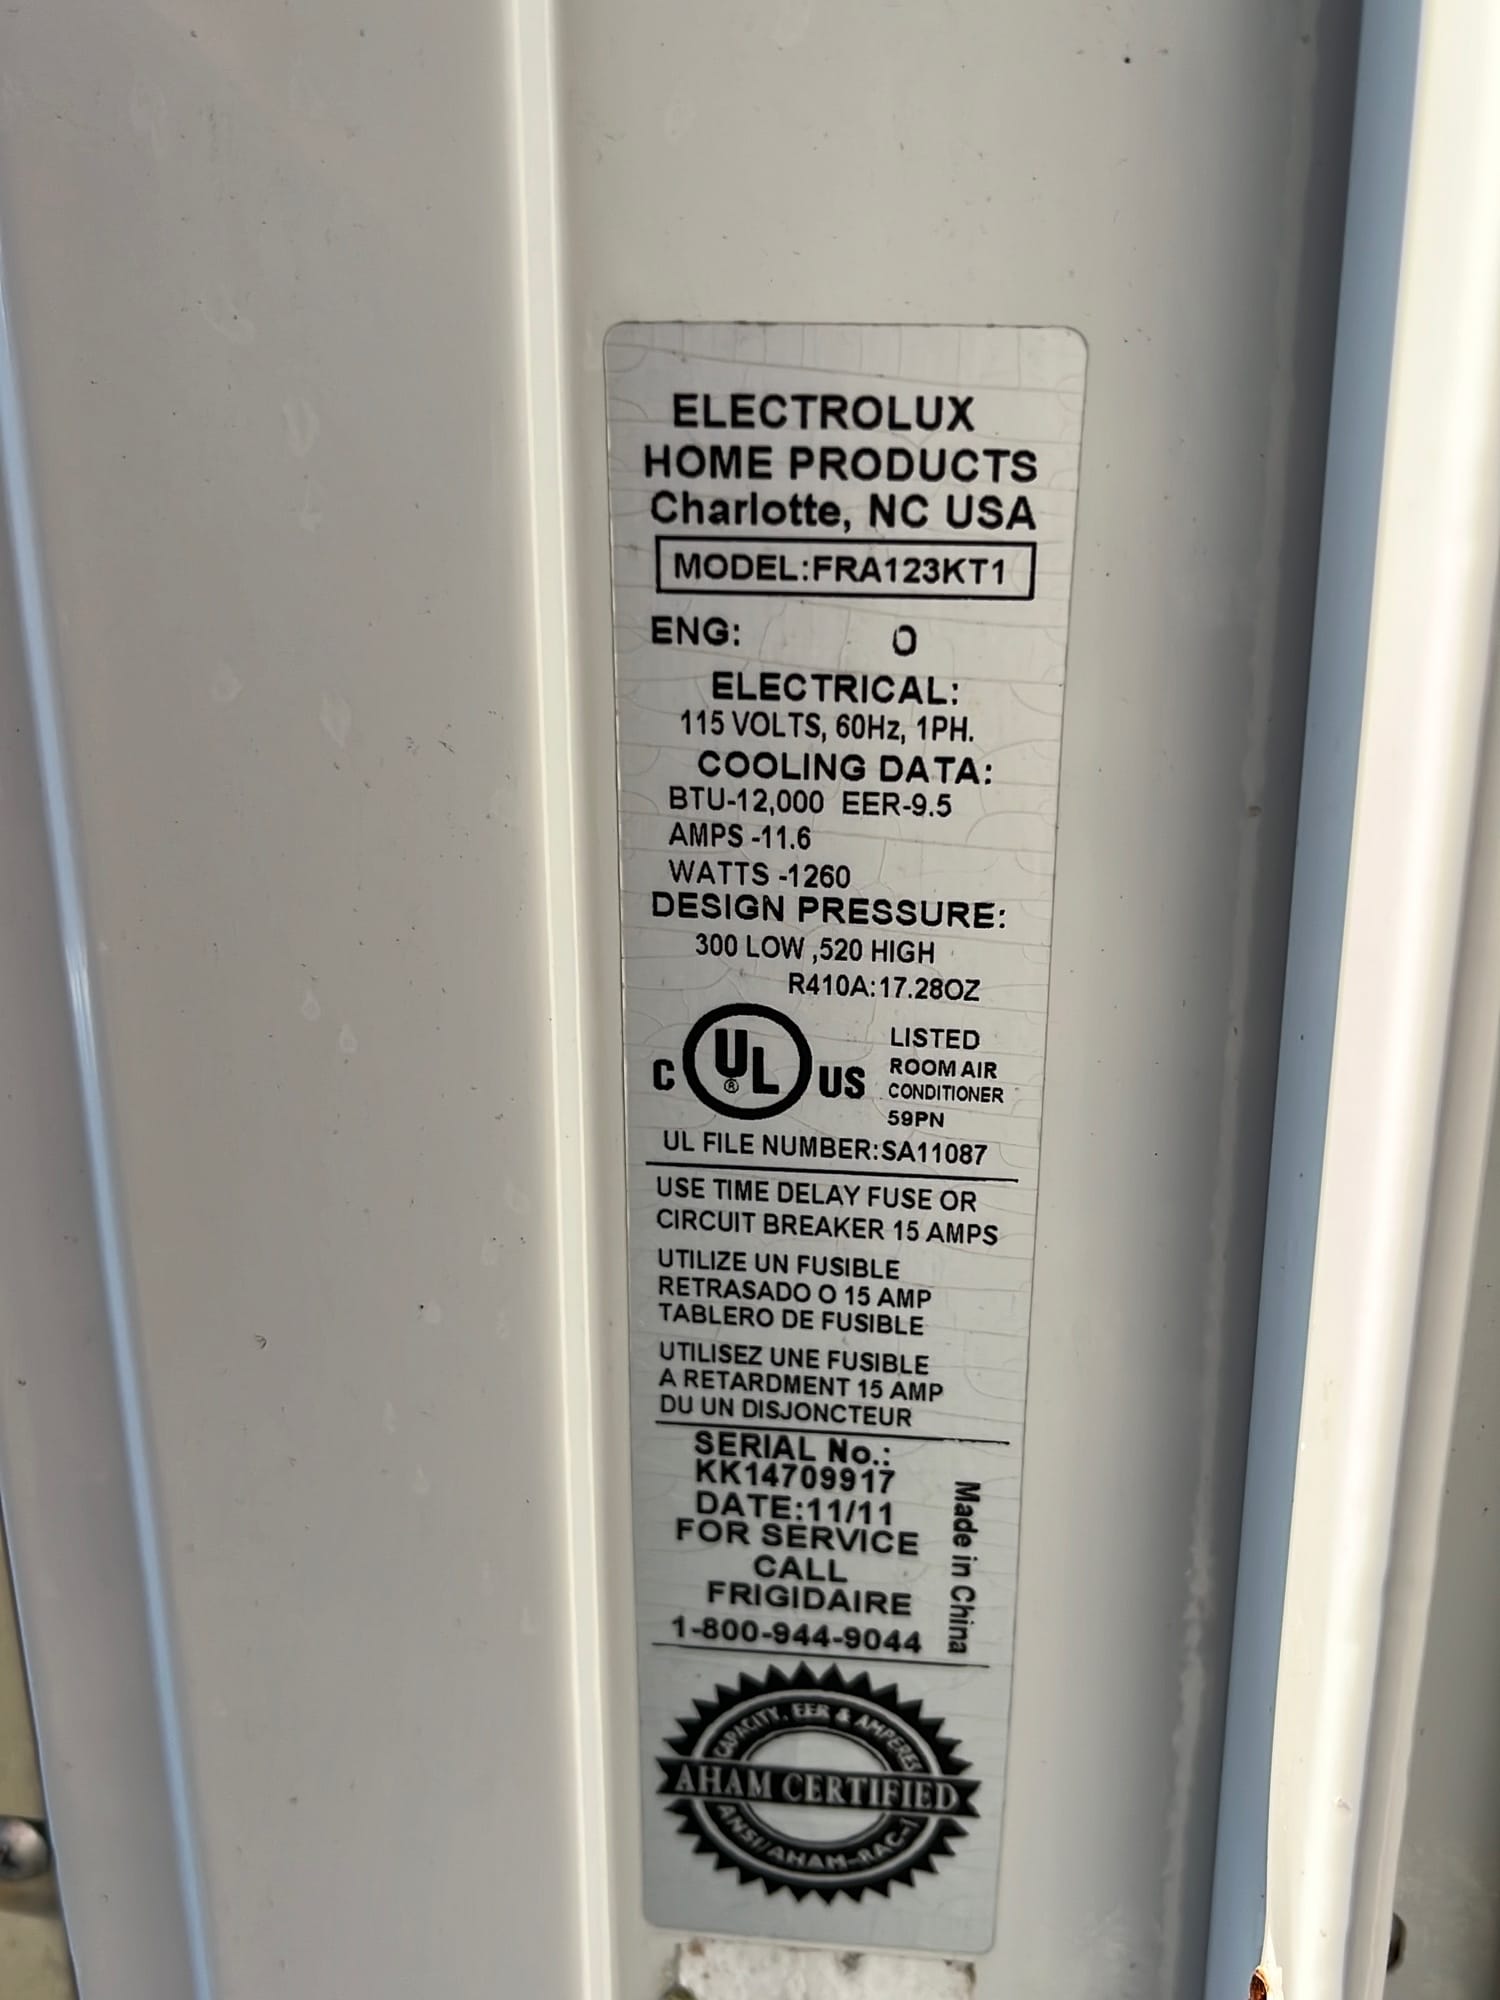 ELECTROLUX
HOME PRODUCTS
Charlotte, NC USA
MODEL:FRA123KT1
ENG: O
ELECTRICAL:
115 VOLTS, 60Hz, 1PH.
COOLING DATA:
BTU-12,000 EER-9.5
AMPS -11.6
WATTS -1260
DESIGN PRESSURE:
300 LOW ,520 HIGH
R410A:17.28OZ
C UL ® US
LISTED
ROOM AIR
CONDITIONER
59PN
UL FILE NUMBER:SA11087
USE TIME DELAY FUSE OR
CIRCUIT BREAKER 15 AMPS
UTILIZE UN FUSIBLE
RETRASADO O 15 AMP
TABLERO DE FUSIBLE
UTILISEZ UNE FUSIBLE
A RETARDMENT 15 AMP
DU UN DISJONCTEUR
SERIAL No.:
KK14709917
DATE:11/11
FOR SERVICE
CALL
FRIGIDAIRE
1-800-944-9044
Made in China
CAPACITY, EER & AMPERES
AHAM CERTIFIED
ANSI/AHAM-RAC-1